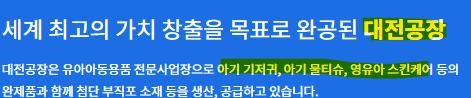 세계 최고의 가치 창출을 목표로 완공된 대전공장
대전공장은 유아아동용품 전문사업장으로 아기 기저귀, 아기 물티슈, 영유아 스킨케어 등의
완제품과 함께 첨단 부직포 소재 등을 생산, 공급하고 있습니다.